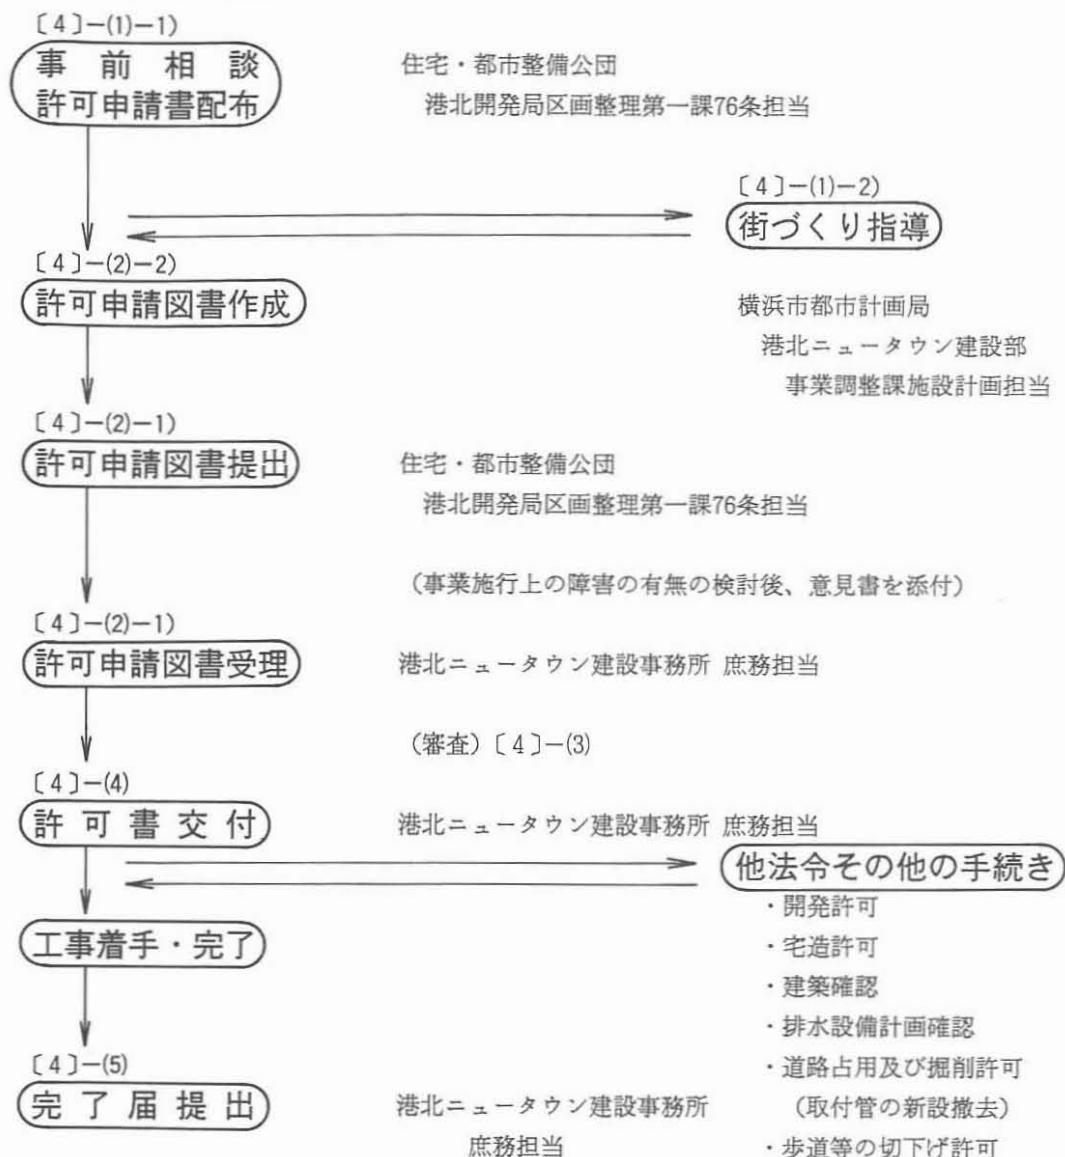 〔4〕−(1)−1)
事前相談
許可申請書配布
住宅・都市整備公団
港北開発局区画整理第一課76条担当
〔4〕−(1)−2)
街づくり指導
横浜市都市計画局
港北ニュータウン建設部
事業調整課施設計画担当
〔4〕−(2)−2)
許可申請図書作成
〔4〕−(2)−1)
許可申請図書提出
住宅・都市整備公団
港北開発局区画整理第一課76条担当
（事業施行上の障害の有無の検討後、意見書を添付）
〔4〕−(2)−1)
許可申請図書受理
港北ニュータウン建設事務所 庶務担当
（審査）〔4〕−(3)
〔4〕−(4)
許可書交付
港北ニュータウン建設事務所 庶務担当
他法令その他の手続き
・開発許可
・宅造許可
・建築確認
・排水設備計画確認
・道路占用及び掘削許可
（取付管の新設撤去）
・歩道等の切下げ許可
工事着手・完了
〔4〕−(5)
完了届提出
港北ニュータウン建設事務所
庶務担当